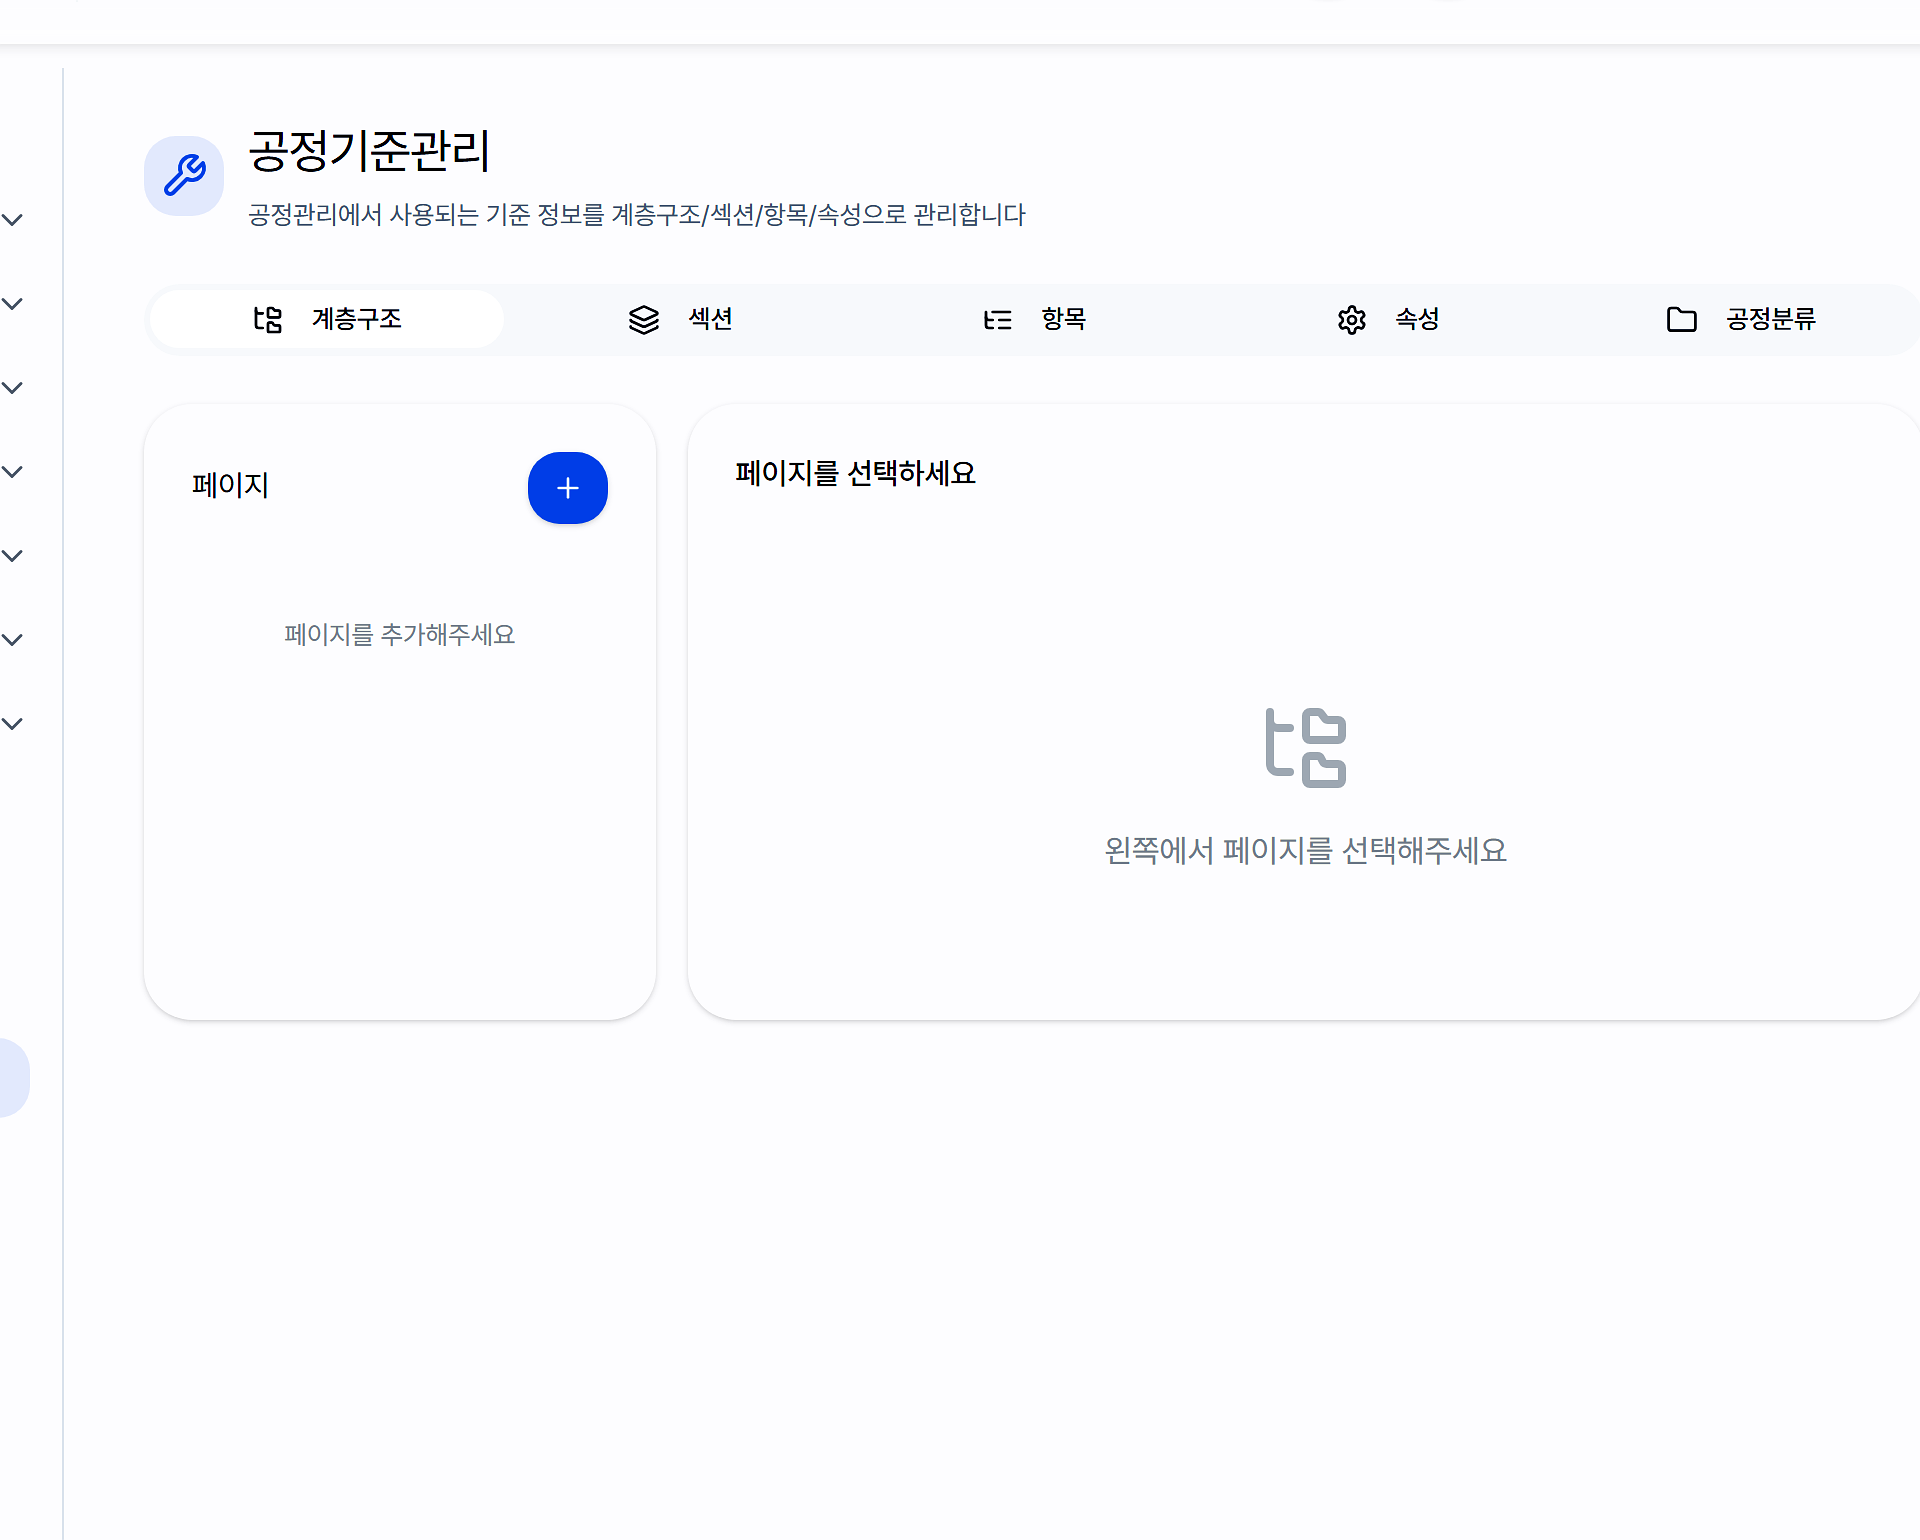 공정기준관리
공정관리에서 사용되는 기준 정보를 계층구조/섹션/항목/속성으로 관리합니다
계층구조
섹션
항목
속성
공정분류
페이지
페이지를 추가해주세요
페이지를 선택하세요
왼쪽에서 페이지를 선택해주세요